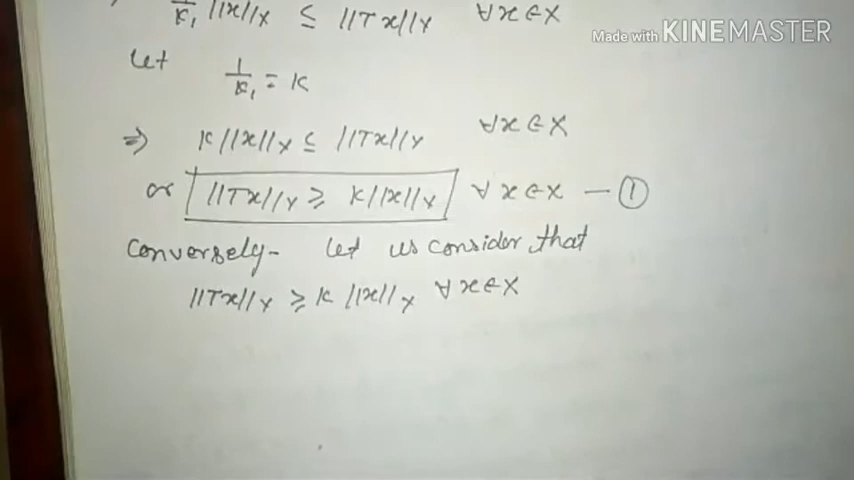 1/K₁ ||x||x ≤ ||Tx||Y ∀x∈X
Made with KINEMASTER
Let 1/K₁ = K
⇒ K||x||x ≤ ||Tx||Y ∀x∈X
or ||Tx||Y ≥ K||x||x ∀x∈X — ①
Conversely- Let us consider that
||Tx||Y ≥ K||x||x ∀x∈X